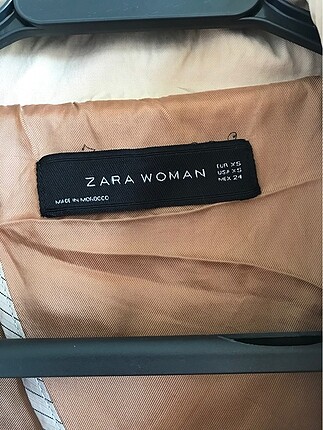 ZARA WOMAN
EUR XS
USA XS
MEX 24
MADE IN MOROCCO